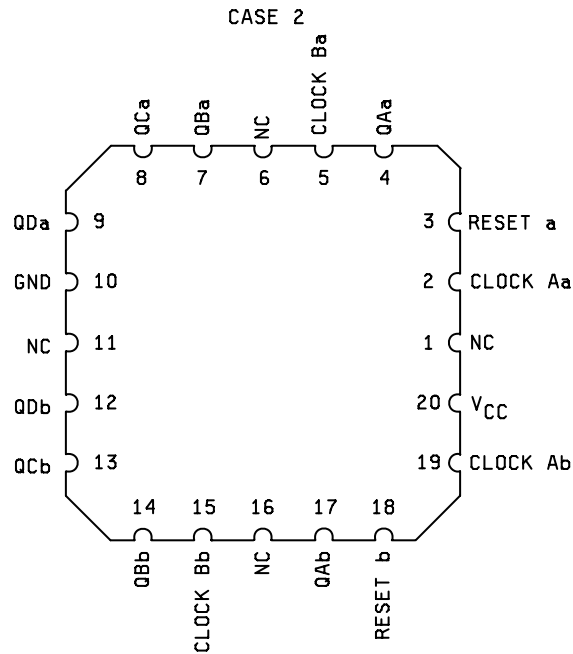 CASE 2
QCa
QBa
NC
CLOCK Ba
QAa
8 7 6 5 4
QDa 9 3 RESET a
GND 10 2 CLOCK Aa
NC 11 1 NC
QDb 12 20 VCC
QCb 13 19 CLOCK Ab
14 15 16 17 18
QBb
CLOCK Bb
NC
QAb
RESET b